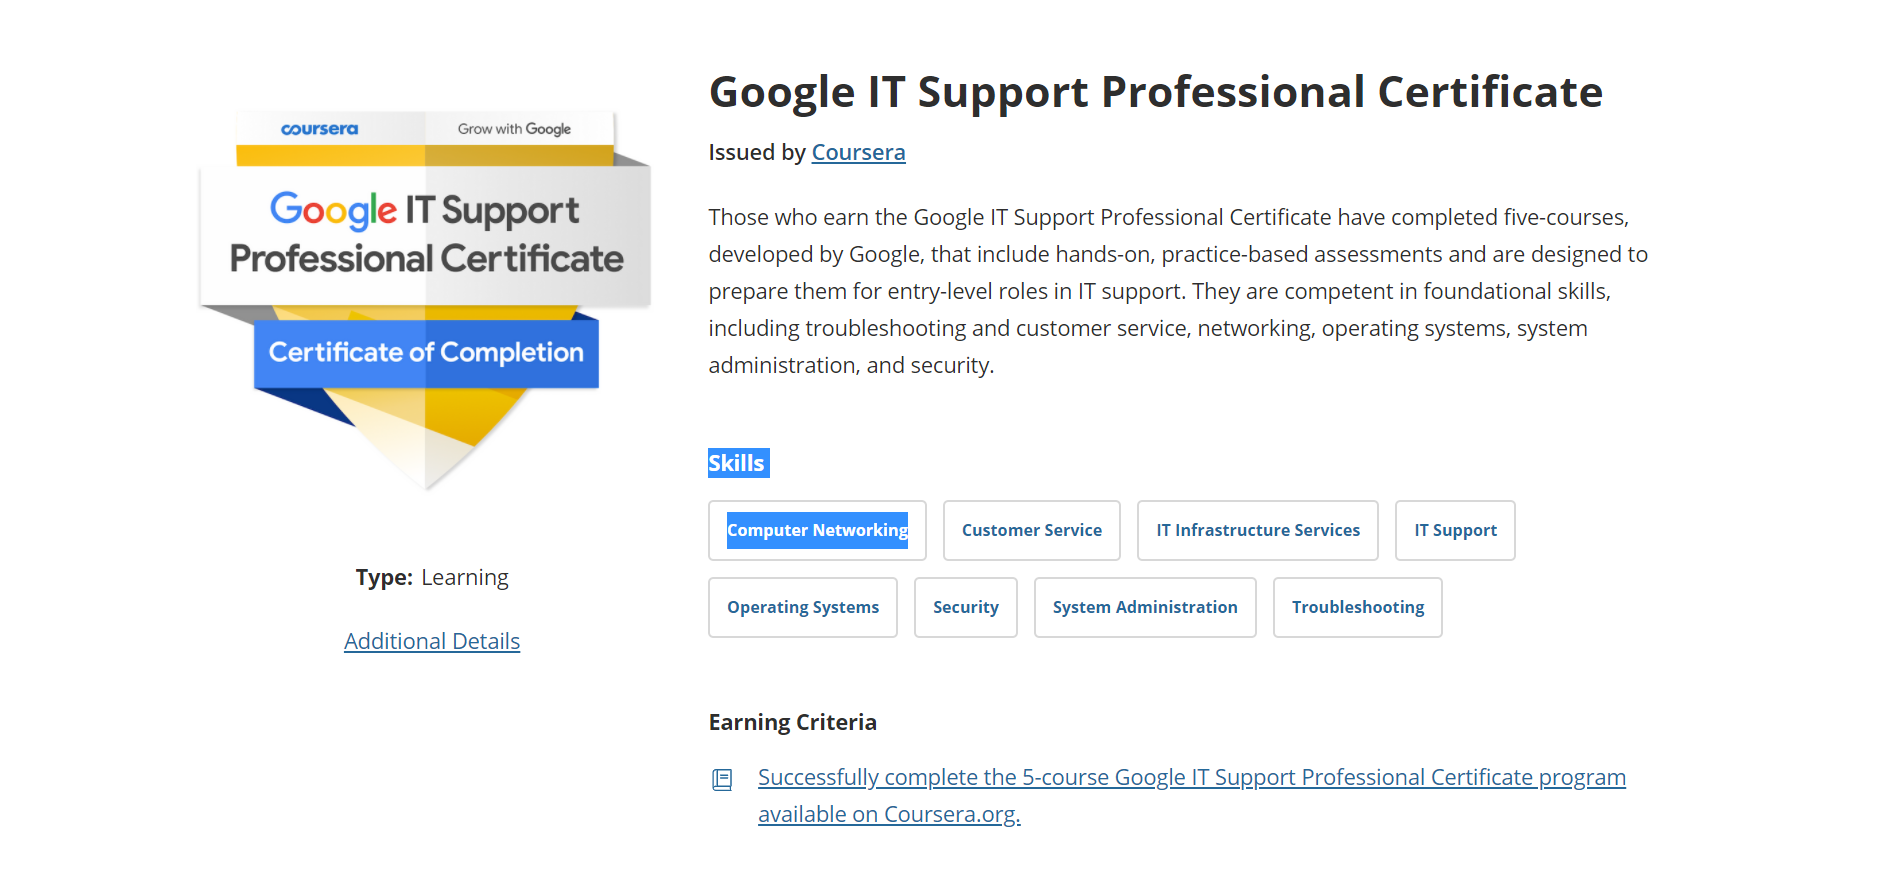 coursera
Grow with Google
Google IT Support
Professional Certificate
Certificate of Completion
Type: Learning
Additional Details
Google IT Support Professional Certificate
Issued by Coursera
Those who earn the Google IT Support Professional Certificate have completed five-courses,
developed by Google, that include hands-on, practice-based assessments and are designed to
prepare them for entry-level roles in IT support. They are competent in foundational skills,
including troubleshooting and customer service, networking, operating systems, system
administration, and security.
Skills
Computer Networking Customer Service IT Infrastructure Services IT Support
Operating Systems Security System Administration Troubleshooting
Earning Criteria
Successfully complete the 5-course Google IT Support Professional Certificate program
available on Coursera.org.